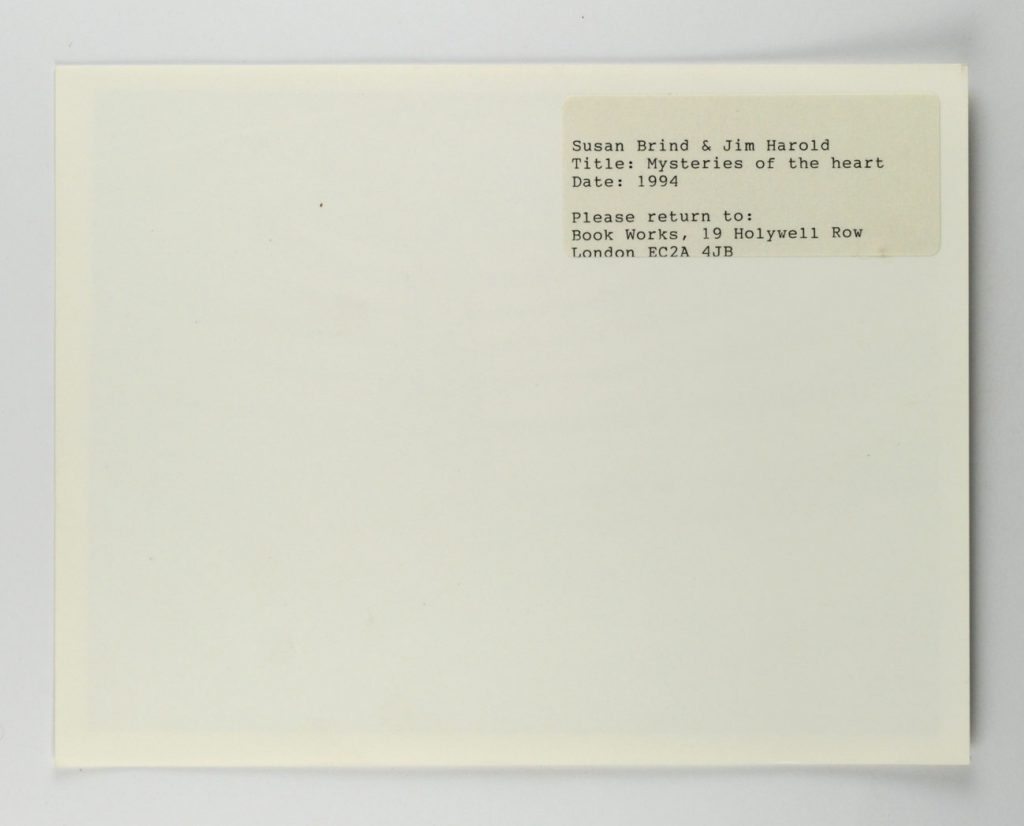 Susan Brind & Jim Harold
Title: Mysteries of the heart
Date: 1994
Please return to:
Book Works, 19 Holywell Row
London EC2A 4JB